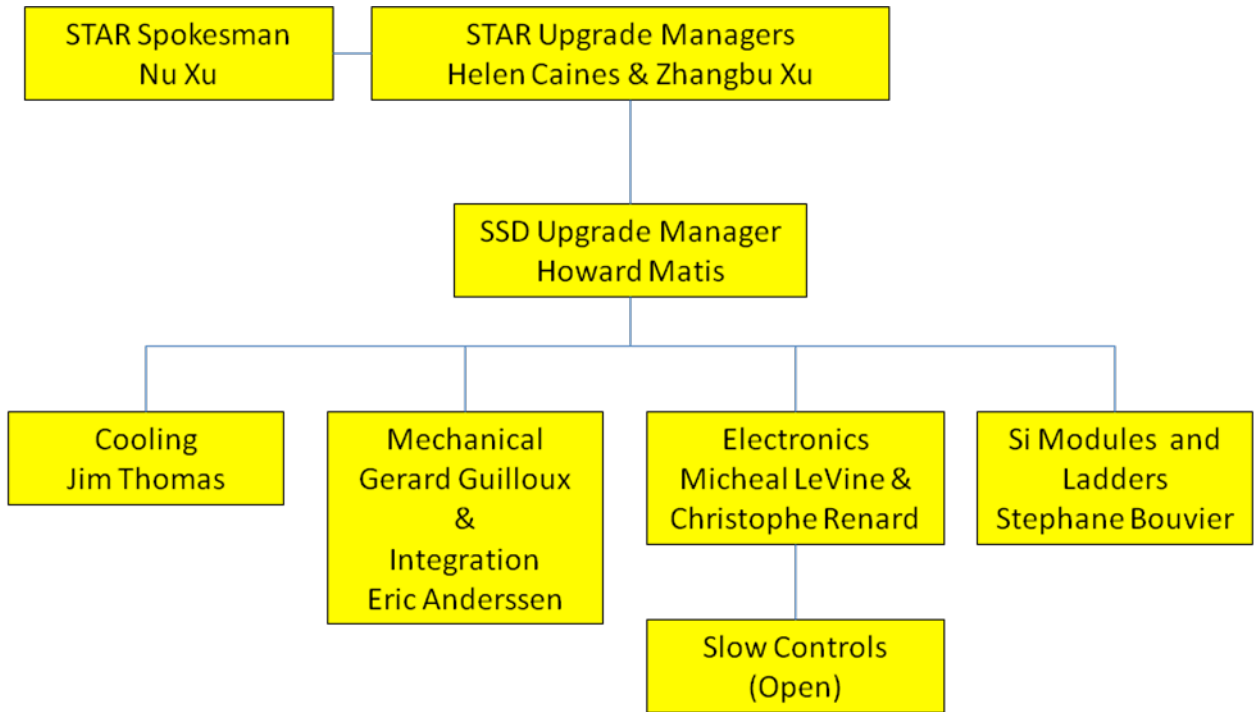 STAR Spokesman
Nu Xu
STAR Upgrade Managers
Helen Caines & Zhangbu Xu
SSD Upgrade Manager
Howard Matis
Cooling
Jim Thomas
Mechanical
Gerard Guilloux
&
Integration
Eric Anderssen
Electronics
Micheal LeVine &
Christophe Renard
Si Modules and
Ladders
Stephane Bouvier
Slow Controls
(Open)